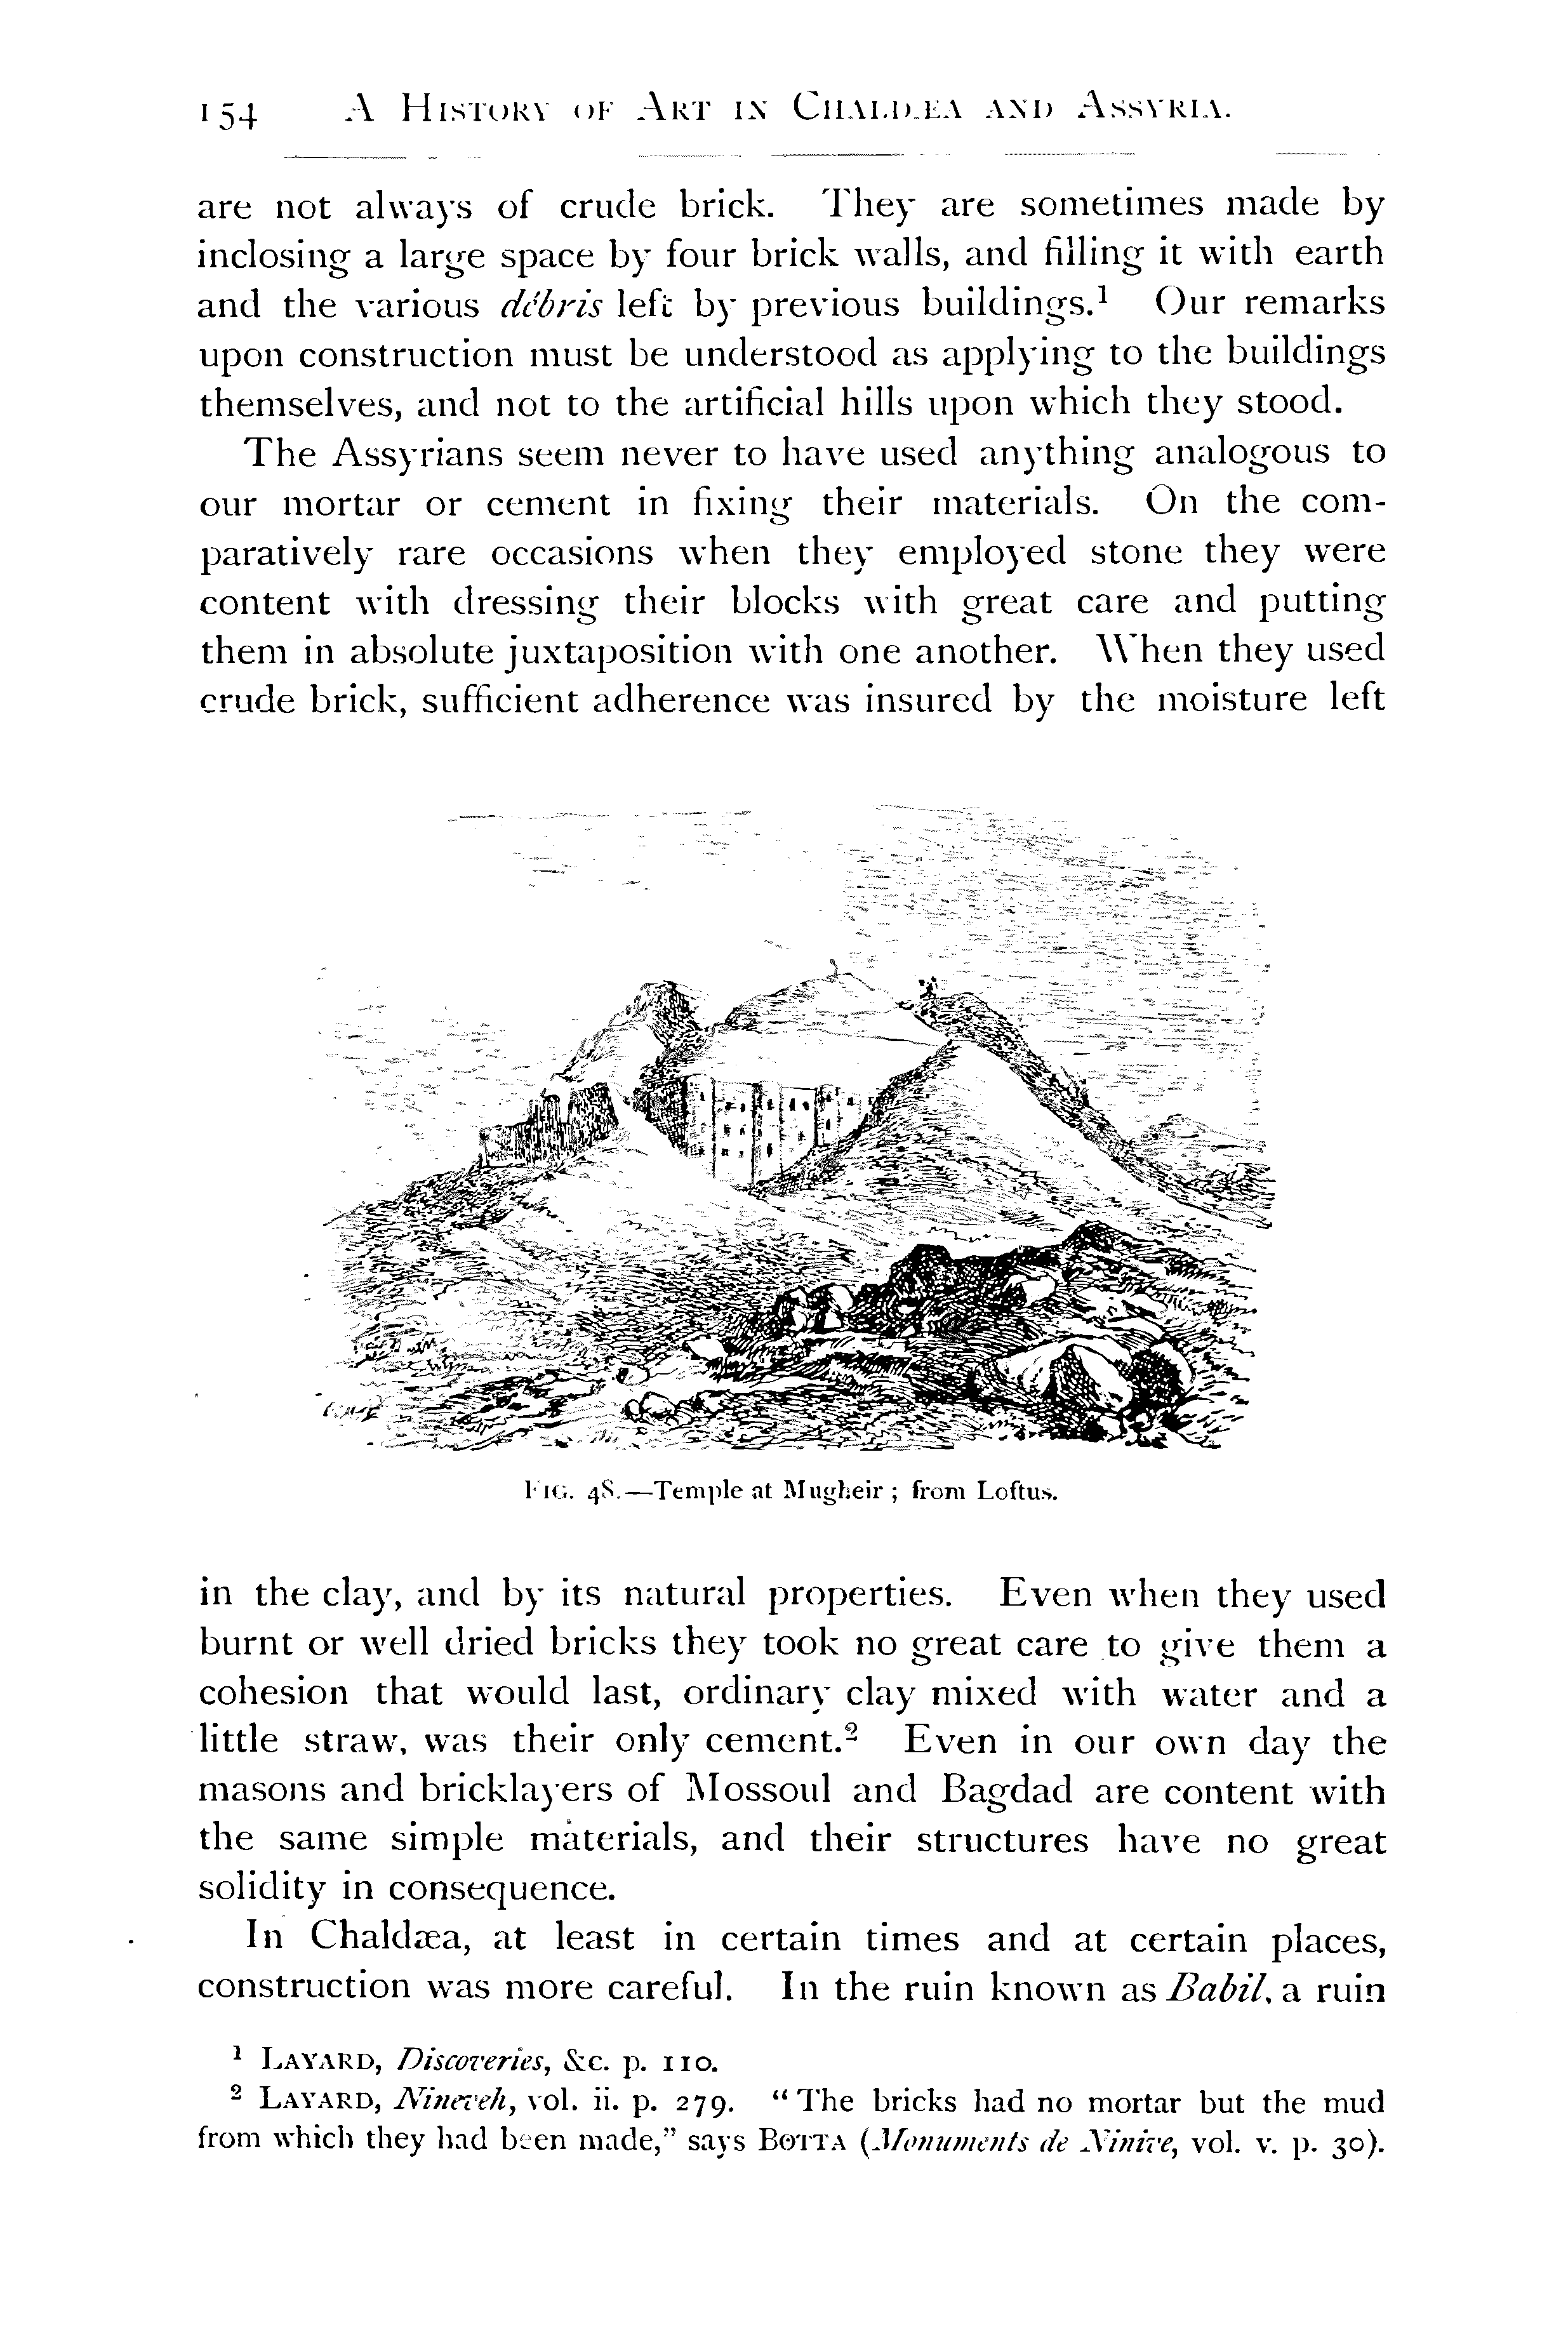 154 A History of Art in Chaldæa and Assyria.
are not always of crude brick. They are sometimes made by
inclosing a large space by four brick walls, and filling it with earth
and the various débris left by previous buildings.¹ Our remarks
upon construction must be understood as applying to the buildings
themselves, and not to the artificial hills upon which they stood.
The Assyrians seem never to have used anything analogous to
our mortar or cement in fixing their materials. On the com-
paratively rare occasions when they employed stone they were
content with dressing their blocks with great care and putting
them in absolute juxtaposition with one another. When they used
crude brick, sufficient adherence was insured by the moisture left
Fig. 48.—Temple at Mugheir ; from Loftus.
in the clay, and by its natural properties. Even when they used
burnt or well dried bricks they took no great care to give them a
cohesion that would last, ordinary clay mixed with water and a
little straw, was their only cement.² Even in our own day the
masons and bricklayers of Mossoul and Bagdad are content with
the same simple materials, and their structures have no great
solidity in consequence.
In Chaldæa, at least in certain times and at certain places,
construction was more careful. In the ruin known as Babil, a ruin
¹ Layard, Discoveries, &c. p. 110.
² Layard, Nineveh, vol. ii. p. 279. “The bricks had no mortar but the mud
from which they had been made,” says Botta (Monuments de Ninive, vol. v. p. 30).